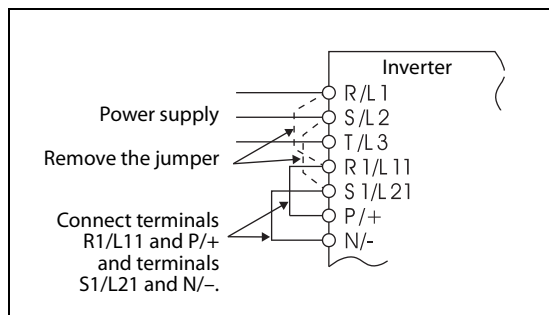 Inverter
R/L1
Power supply
S/L2
T/L3
Remove the jumper
R1/L11
S1/L21
Connect terminals
R1/L11 and P/+
and terminals
S1/L21 and N/–.
P/+
N/-